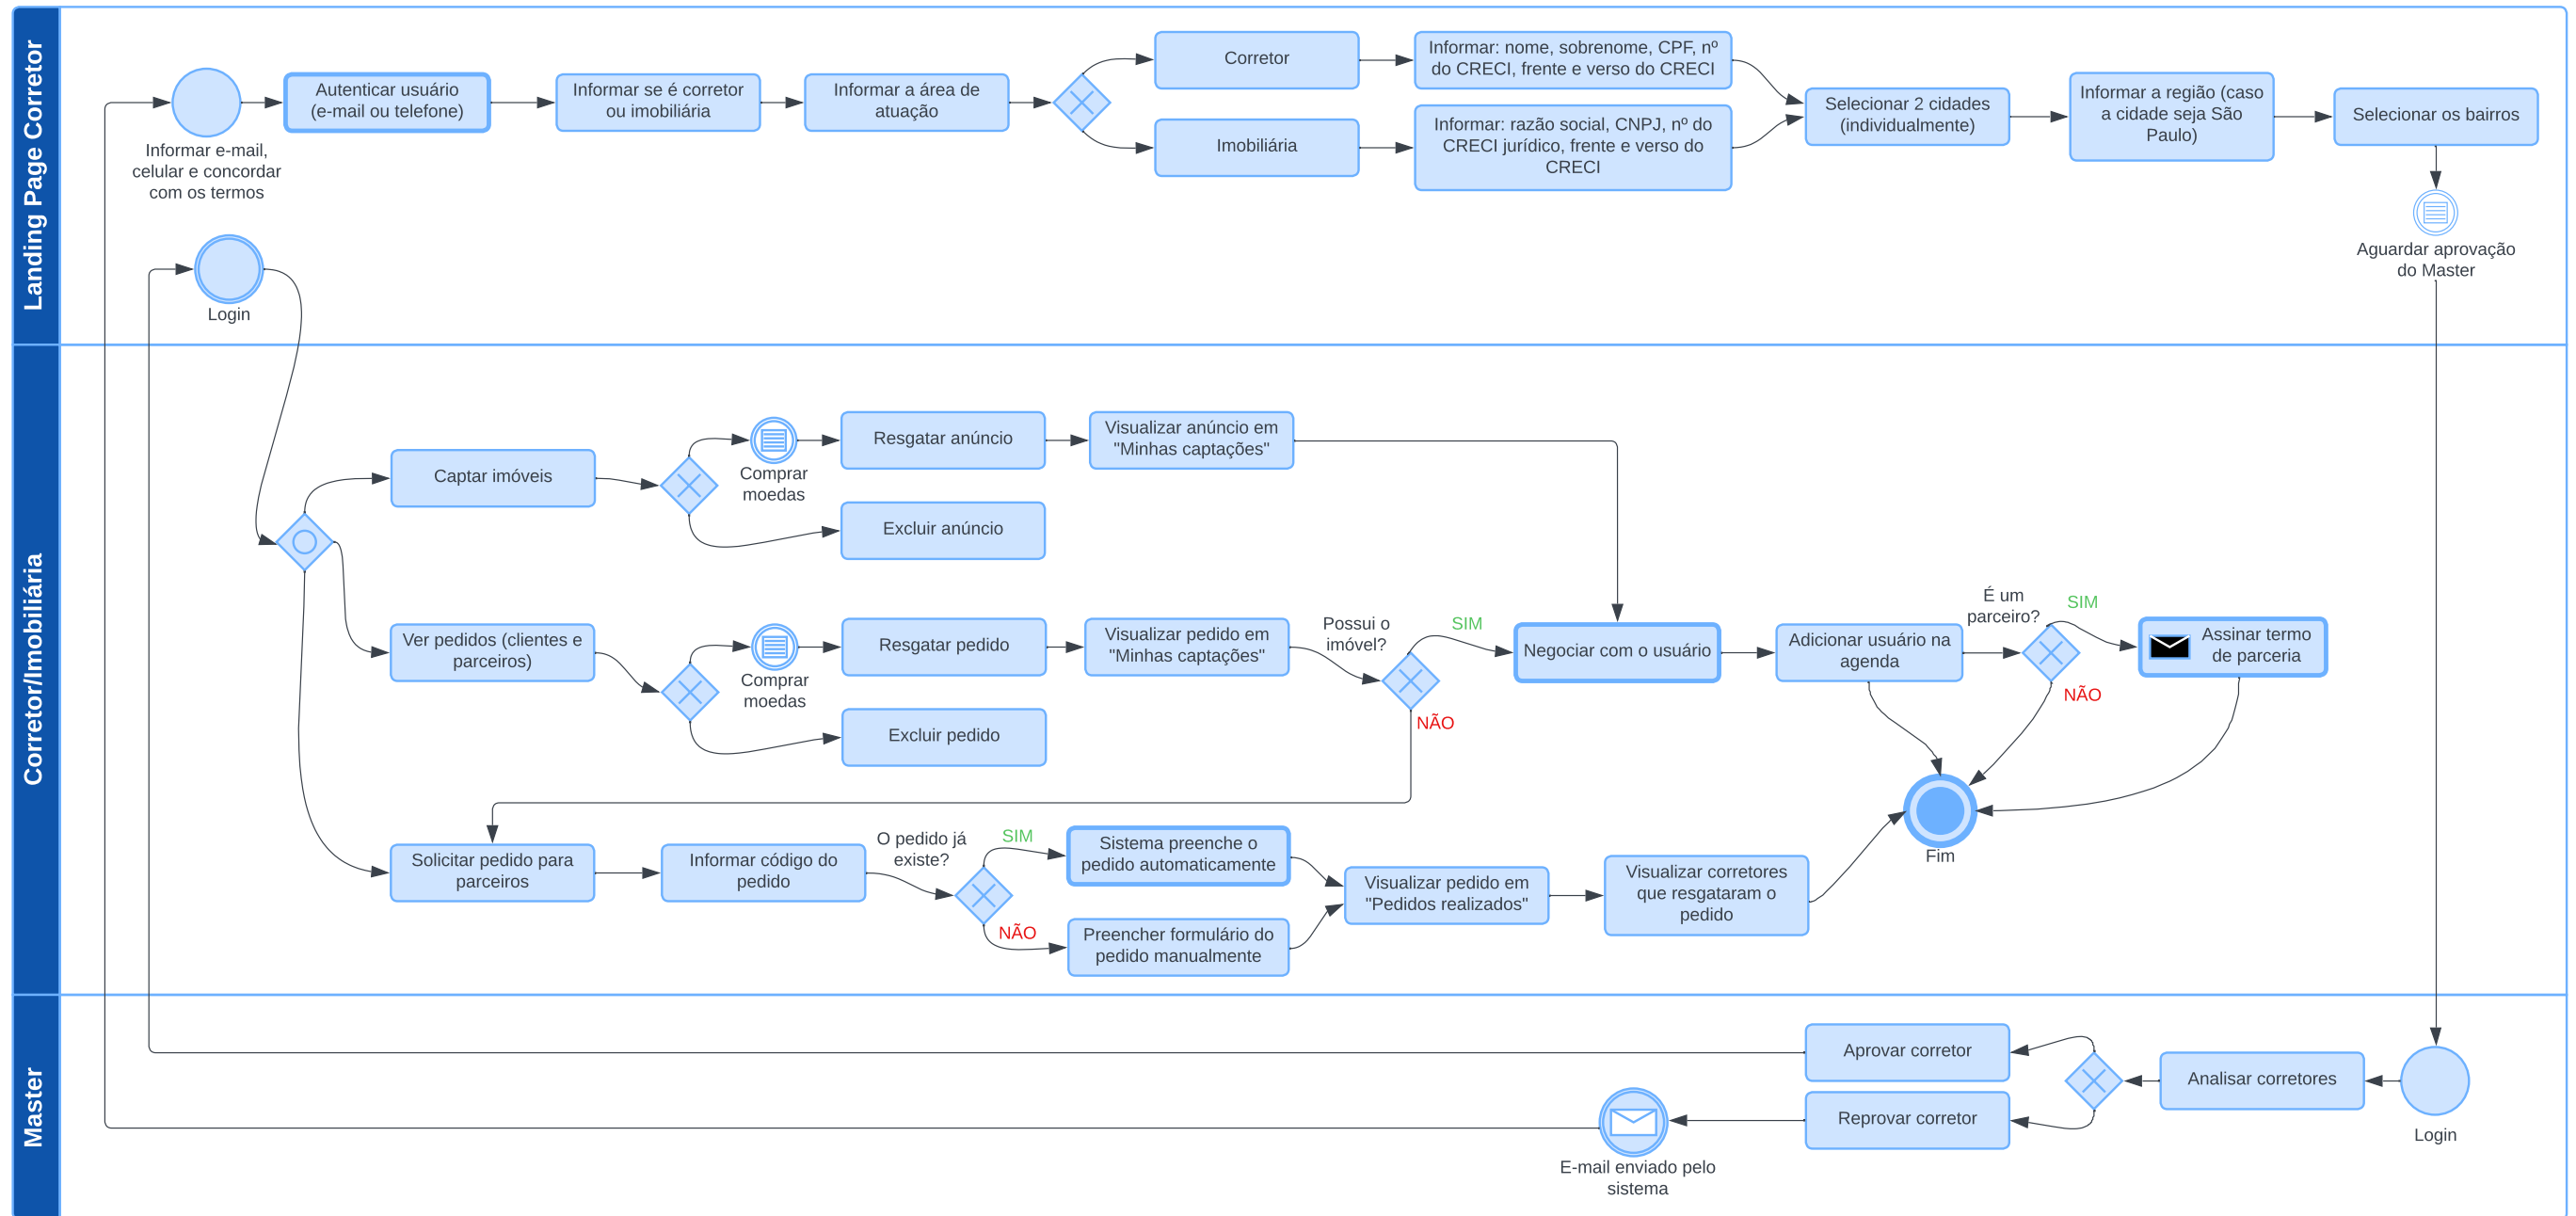 Landing Page Corretor
Informar e-mail,
celular e concordar
com os termos
Autenticar usuário
(e-mail ou telefone)
Informar se é corretor
ou imobiliária
Informar a área de
atuação
Corretor
Imobiliária
Informar: nome, sobrenome, CPF, nº
do CRECI, frente e verso do CRECI
Informar: razão social, CNPJ, nº do
CRECI jurídico, frente e verso do
CRECI
Selecionar 2 cidades
(individualmente)
Informar a região (caso
a cidade seja São
Paulo)
Selecionar os bairros
Aguardar aprovação
do Master
Login
Corretor/Imobiliária
Captar imóveis
Comprar
moedas
Resgatar anúncio
Visualizar anúncio em
"Minhas captações"
Excluir anúncio
Ver pedidos (clientes e
parceiros)
Comprar
moedas
Resgatar pedido
Visualizar pedido em
"Minhas captações"
Excluir pedido
Possui o
imóvel?
SIM
NÃO
Negociar com o usuário
Adicionar usuário na
agenda
É um
parceiro?
SIM
NÃO
Assinar termo
de parceria
Fim
Solicitar pedido para
parceiros
Informar código do
pedido
O pedido já
existe?
SIM
NÃO
Sistema preenche o
pedido automaticamente
Preencher formulário do
pedido manualmente
Visualizar pedido em
"Pedidos realizados"
Visualizar corretores
que resgataram o
pedido
Master
Login
Analisar corretores
Aprovar corretor
Reprovar corretor
E-mail enviado pelo
sistema